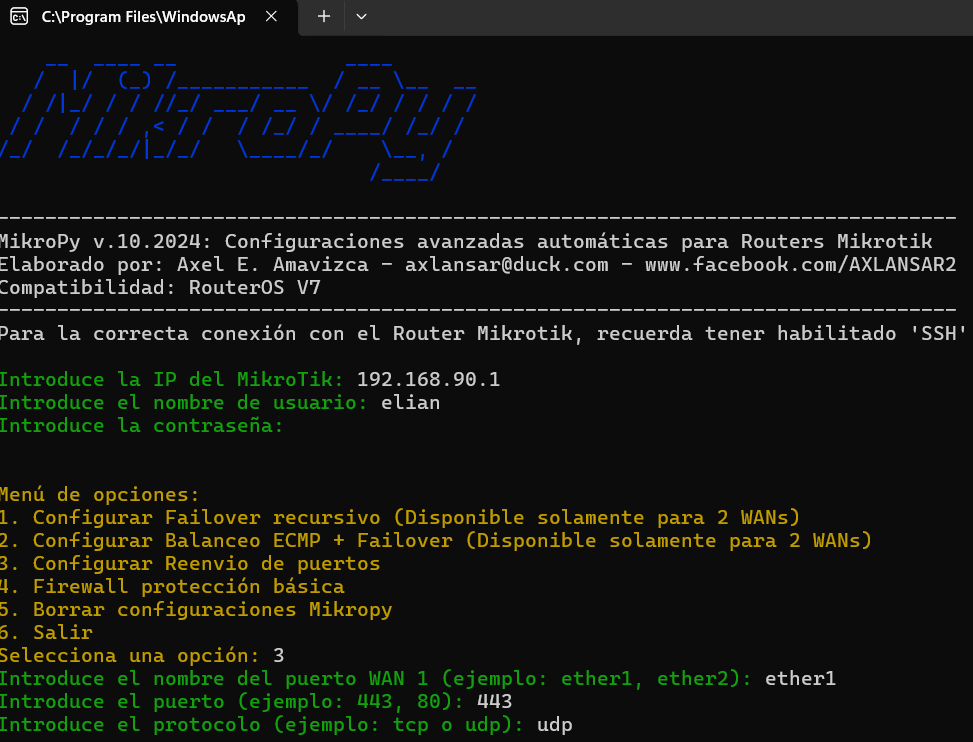 C:\Program Files\WindowsAp
MikroPy
--------------------------------------------------------------------------------
MikroPy v.10.2024: Configuraciones avanzadas automáticas para Routers Mikrotik
Elaborado por: Axel E. Amavizca - axlansar@duck.com - www.facebook.com/AXLANSAR2
Compatibilidad: RouterOS V7
--------------------------------------------------------------------------------
Para la correcta conexión con el Router Mikrotik, recuerda tener habilitado 'SSH'
Introduce la IP del MikroTik: 192.168.90.1
Introduce el nombre de usuario: elian
Introduce la contraseña:
Menú de opciones:
1. Configurar Failover recursivo (Disponible solamente para 2 WANs)
2. Configurar Balanceo ECMP + Failover (Disponible solamente para 2 WANs)
3. Configurar Reenvio de puertos
4. Firewall protección básica
5. Borrar configuraciones Mikropy
6. Salir
Selecciona una opción: 3
Introduce el nombre del puerto WAN 1 (ejemplo: ether1, ether2): ether1
Introduce el puerto (ejemplo: 443, 80): 443
Introduce el protocolo (ejemplo: tcp o udp): udp